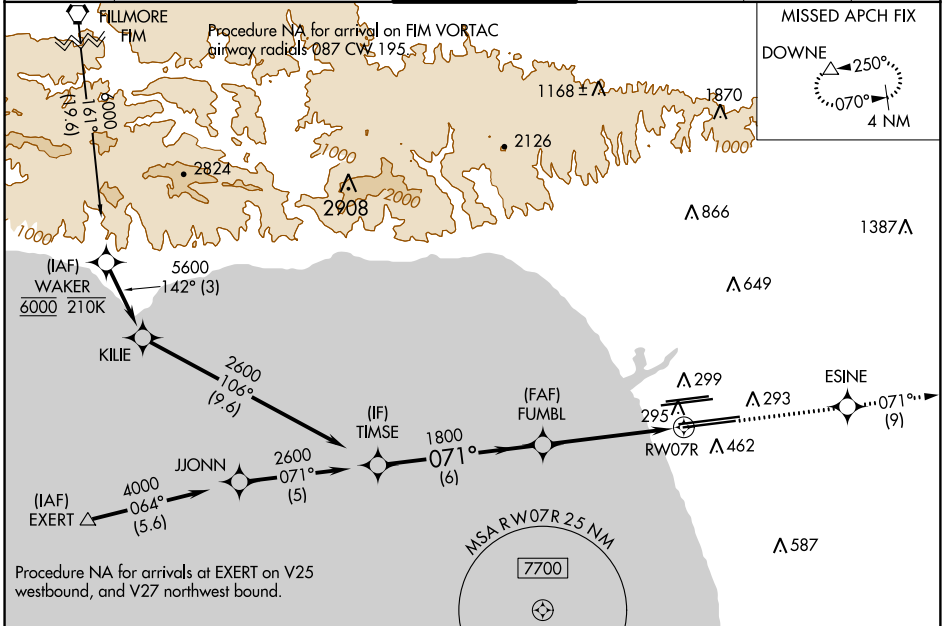 FILLMORE
FIM
Procedure NA for arrival on FIM VORTAC
airway radials 087 CW 195.
MISSED APCH FIX
DOWNE
250°
070°
4 NM
6000
161°
(19.6)
1168 ±
1870
1000
2126
1000
2824
2908
2000
1000
866
1387
(IAF)
WAKER
6000 210K
5600
142° (3)
649
KILIE
2600
106°
(9.6)
299
295
293
ESINE
071°
(9)
(IF)
TIMSE
(FAF)
FUMBL
1800
071°
(6)
RW07R
462
JJONN
2600
071°
(5)
(IAF)
EXERT
4000
064°
(5.6)
MSA RW07R 25 NM
7700
587
Procedure NA for arrivals at EXERT on V25
westbound, and V27 northwest bound.